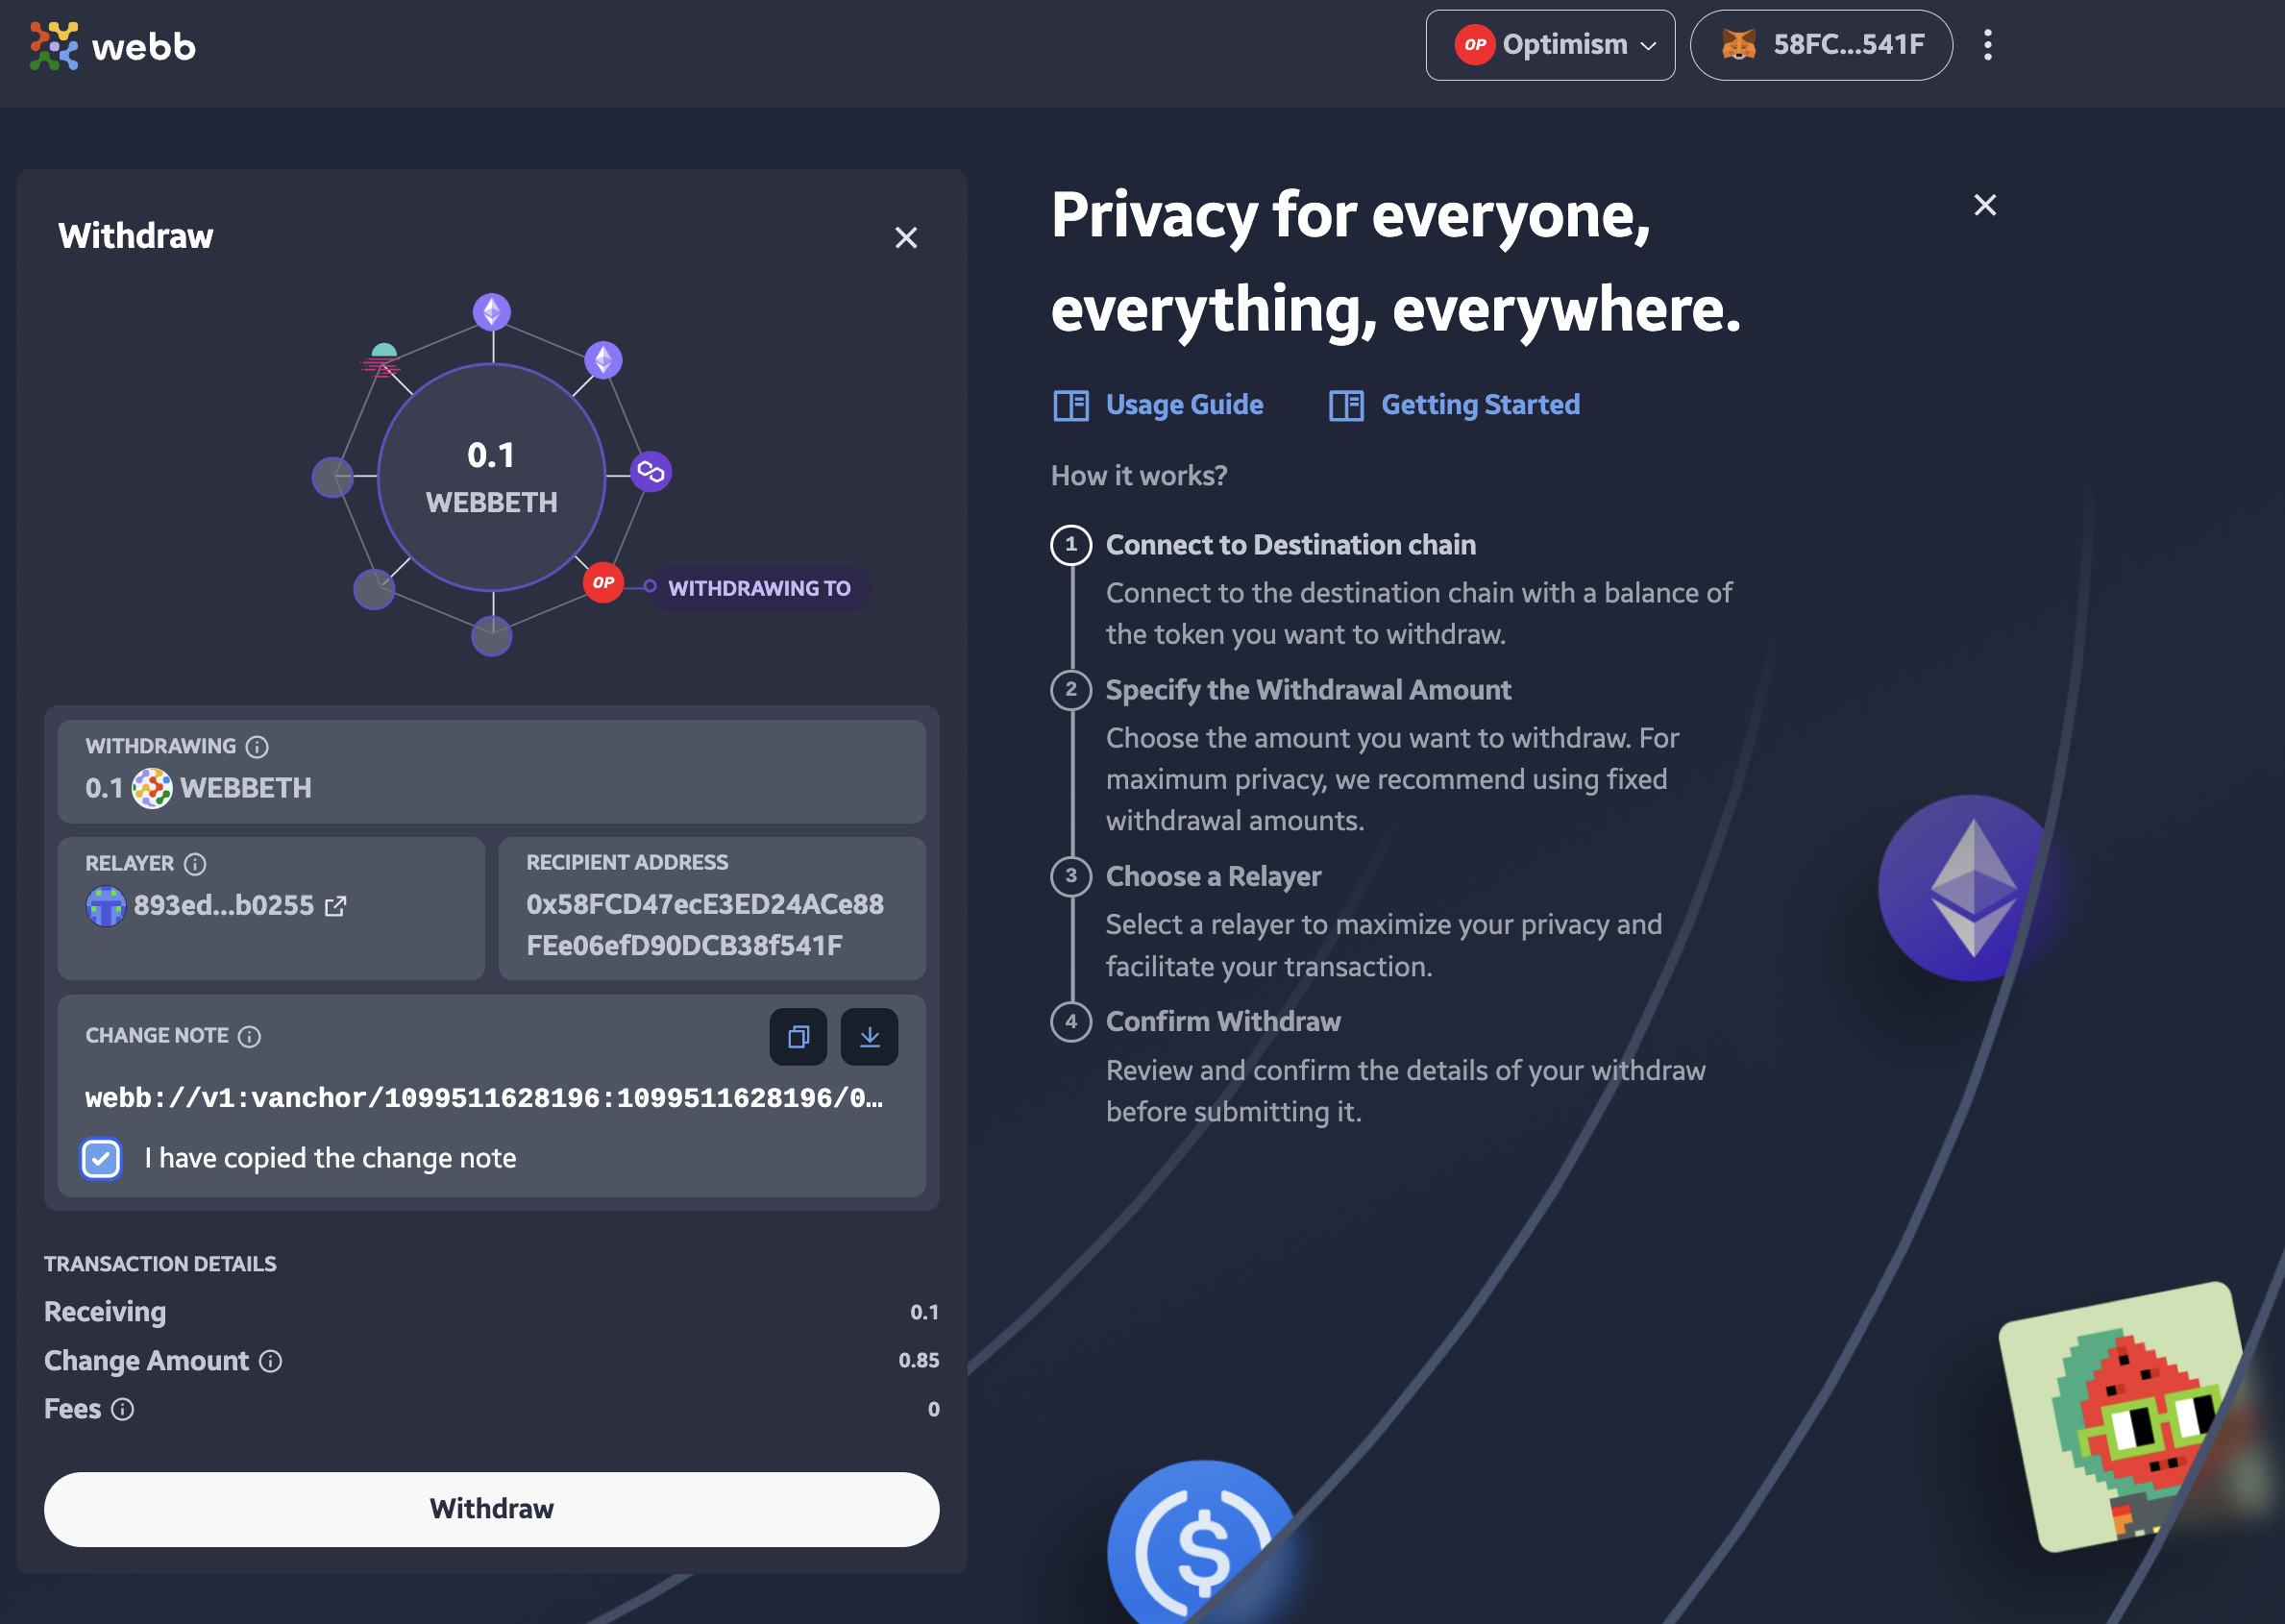 webb
OP Optimism
58FC...541F
Withdraw
0.1
WEBBETH
OP
WITHDRAWING TO
WITHDRAWING
0.1 WEBBETH
RELAYER
893ed...b0255
RECIPIENT ADDRESS
0x58FCD47ecE3ED24ACe88
FEe06efD90DCB38f541F
CHANGE NOTE
webb://v1:vanchor/1099511628196:1099511628196/0…
I have copied the change note
TRANSACTION DETAILS
Receiving 0.1
Change Amount 0.85
Fees 0
Withdraw
Privacy for everyone,
everything, everywhere.
Usage Guide
Getting Started
How it works?
1 Connect to Destination chain
Connect to the destination chain with a balance of
the token you want to withdraw.
2 Specify the Withdrawal Amount
Choose the amount you want to withdraw. For
maximum privacy, we recommend using fixed
withdrawal amounts.
3 Choose a Relayer
Select a relayer to maximize your privacy and
facilitate your transaction.
4 Confirm Withdraw
Review and confirm the details of your withdraw
before submitting it.
$